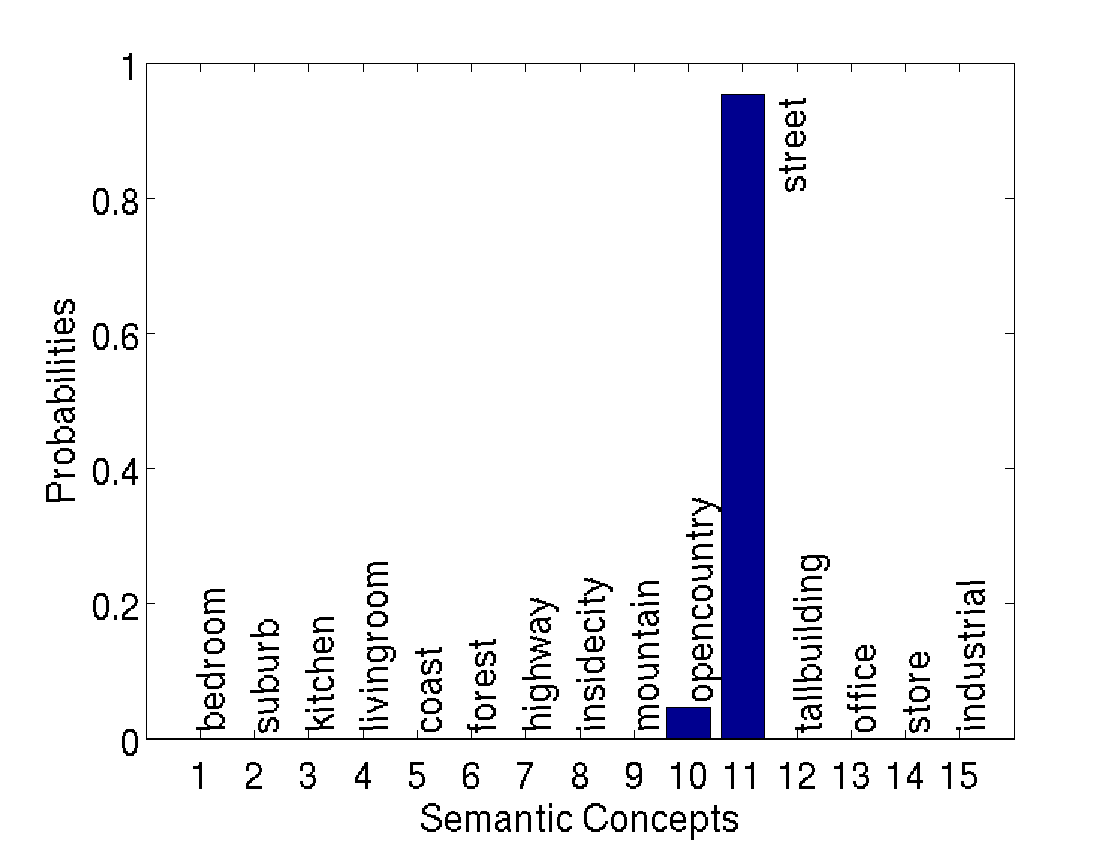 1
0.8
0.6
0.4
0.2
0
Probabilities
bedroom
suburb
kitchen
livingroom
coast
forest
highway
insidecity
mountain
opencountry
street
tallbuilding
office
store
industrial
1 2 3 4 5 6 7 8 9 10 11 12 13 14 15
Semantic Concepts